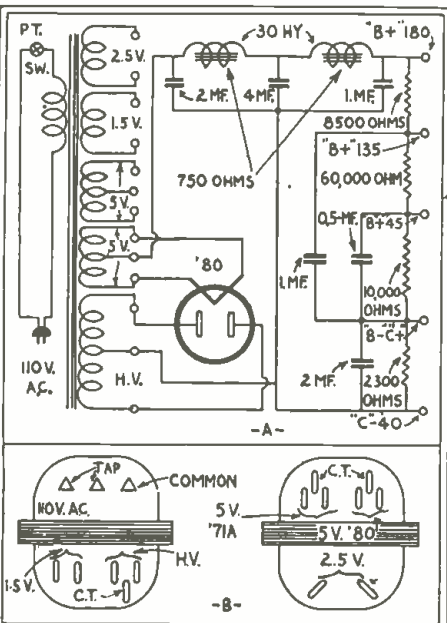 P.T.
SW.
110 V.
A.C.
2.5 V.
1.5 V.
5 V.
5 V.
H.V.
'80
30 HY
2 MF.
4 MF.
1. MF.
750 OHMS
"B+" 180
8500 OHMS
"B+" 135
60,000 OHM
"B+45
0,5-MF.
1. MF.
10,000
OHMS
"B-"C+"
2 MF.
2300
OHMS
"C"-40
-A-
TAP
COMMON
110V. A.C.
1.5 V.
C.T.
H.V.
C.T.
5 V.
'71A
5 V. '80
2.5 V.
-B-